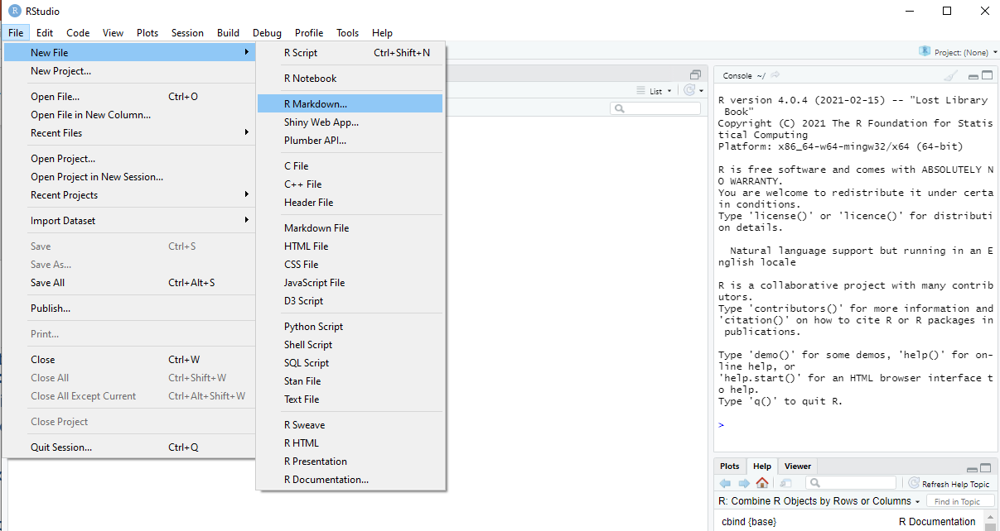 RStudio
File Edit Code View Plots Session Build Debug Profile Tools Help
New File
New Project...
Open File... Ctrl+O
Open File in New Column...
Recent Files
Open Project...
Open Project in New Session...
Recent Projects
Import Dataset
Save Ctrl+S
Save As...
Save All Ctrl+Alt+S
Publish...
Print...
Close Ctrl+W
Close All Ctrl+Shift+W
Close All Except Current Ctrl+Alt+Shift+W
Close Project
Quit Session... Ctrl+Q
R Script Ctrl+Shift+N
R Notebook
R Markdown...
Shiny Web App...
Plumber API...
C File
C++ File
Header File
Markdown File
HTML File
CSS File
JavaScript File
D3 Script
Python Script
Shell Script
SQL Script
Stan File
Text File
R Sweave
R HTML
R Presentation
R Documentation...
List
Project: (None)
Console ~/
R version 4.0.4 (2021-02-15) -- "Lost Library
Book"
Copyright (C) 2021 The R Foundation for Statis
tical Computing
Platform: x86_64-w64-mingw32/x64 (64-bit)
R is free software and comes with ABSOLUTELY N
O WARRANTY.
You are welcome to redistribute it under certa
in conditions.
Type 'license()' or 'licence()' for distributi
on details.
Natural language support but running in an E
nglish locale
R is a collaborative project with many contrib
utors.
Type 'contributors()' for more information and
'citation()' on how to cite R or R packages in
publications.
Type 'demo()' for some demos, 'help()' for on-
line help, or
'help.start()' for an HTML browser interface t
o help.
Type 'q()' to quit R.
>
Plots Help Viewer
Refresh Help Topic
R: Combine R Objects by Rows or Columns Find in Topic
cbind {base} R Documentation